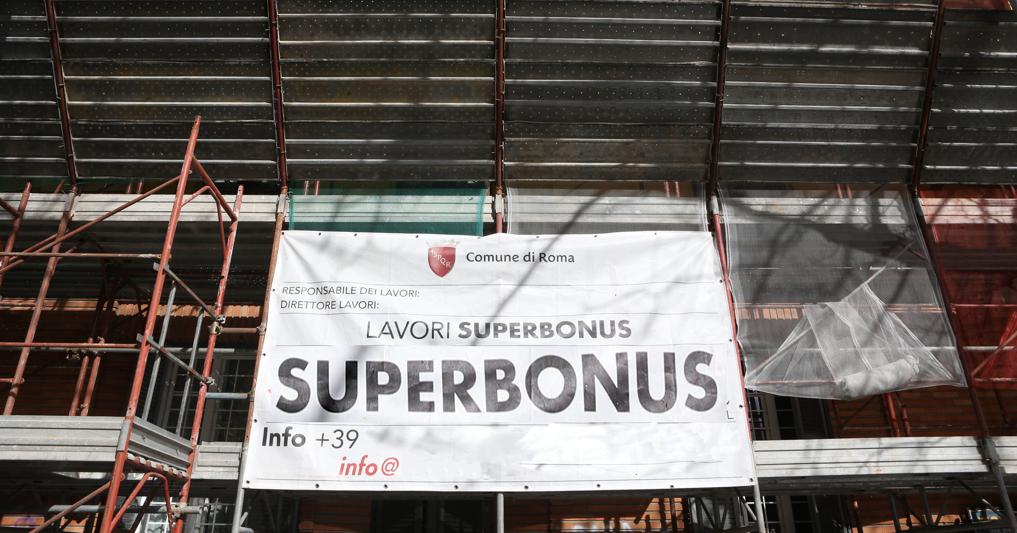 Comune di Roma
RESPONSABILE DEI LAVORI:
DIRETTORE LAVORI:
LAVORI SUPERBONUS
SUPERBONUS
L
Info +39
info@